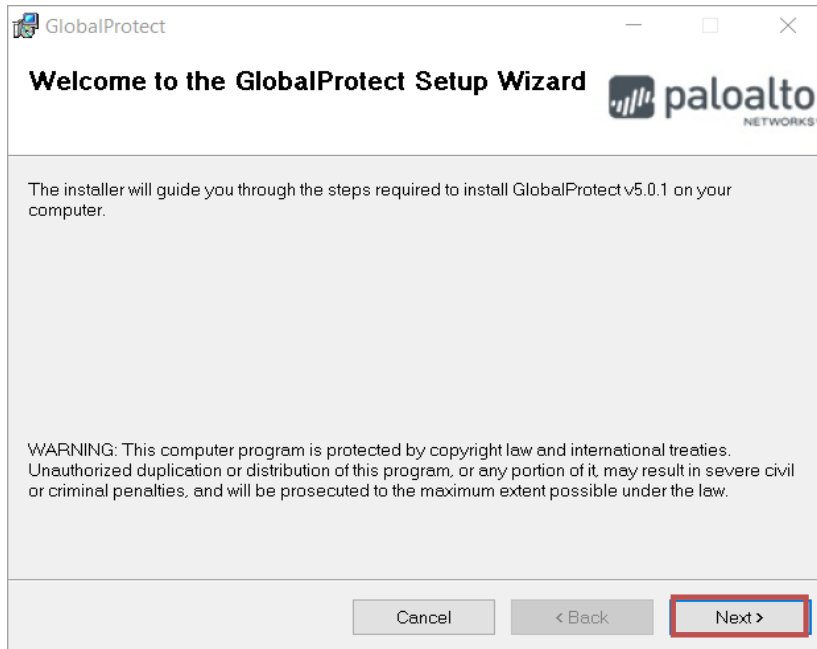 GlobalProtect
Welcome to the GlobalProtect Setup Wizard
paloalto
NETWORKS
The installer will guide you through the steps required to install GlobalProtect v5.0.1 on your
computer.
WARNING: This computer program is protected by copyright law and international treaties.
Unauthorized duplication or distribution of this program, or any portion of it, may result in severe civil
or criminal penalties, and will be prosecuted to the maximum extent possible under the law.
Cancel
< Back
Next >